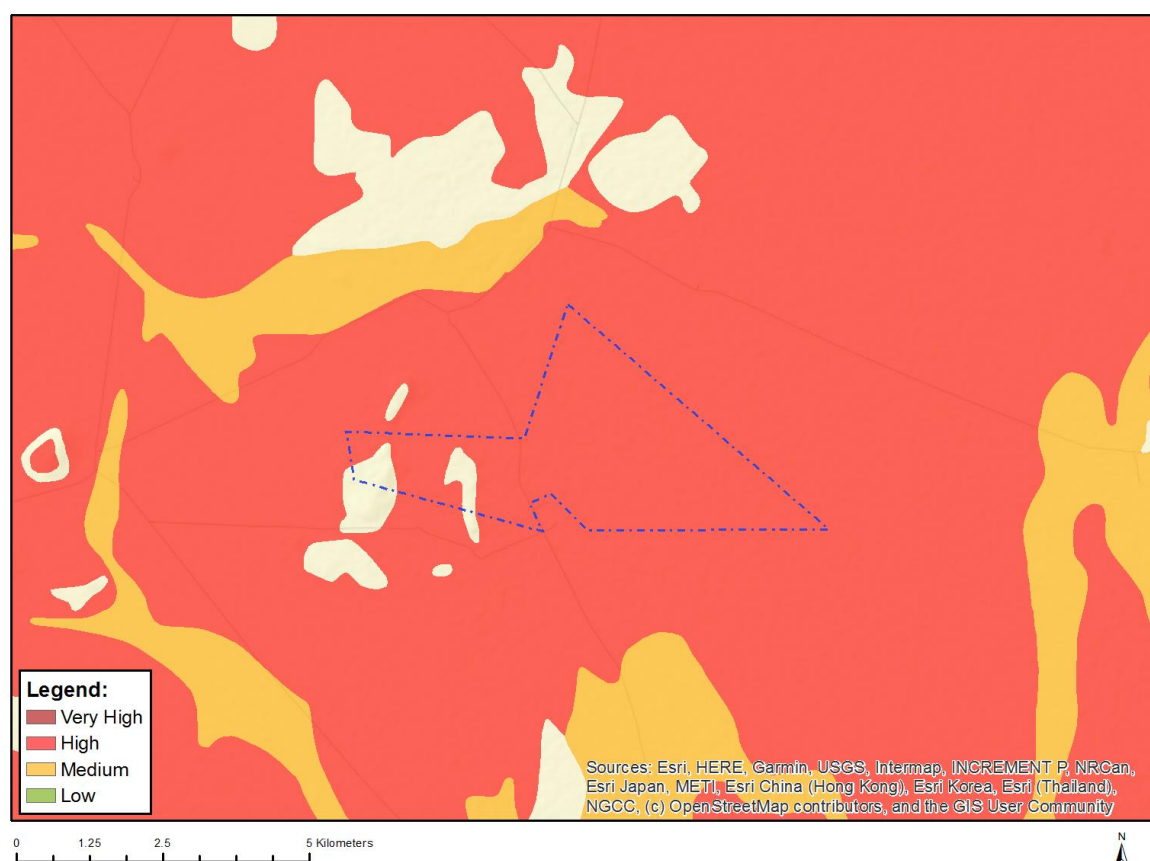 Legend:
Very High
High
Medium
Low
Sources: Esri, HERE, Garmin, USGS, Intermap, INCREMENT P, NRCan,
Esri Japan, METI, Esri China (Hong Kong), Esri Korea, Esri (Thailand),
NGCC, (c) OpenStreetMap contributors, and the GIS User Community
0 1.25 2.5 5 Kilometers
N